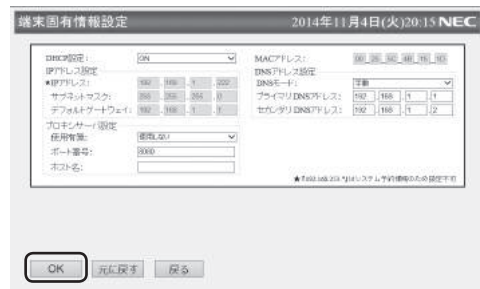 端末固有情報設定 2014年11月4日(火)20:15 NEC
DHCP設定: ON MACアドレス:
IPアドレス設定 DNSアドレス設定
★IPアドレス: 192 .168 .1 DNSモード: 手動
サブネットマスク: プライマリDNSアドレス: 192 .168 .1 .1
デフォルトゲートウェイ: 192 .168 .1 セカンダリDNSアドレス: 192 .168 .1 .2
プロキシサーバ設定
使用有無: 使用しない
ポート番号: 8080
ホスト名:
OK 元に戻す 戻る